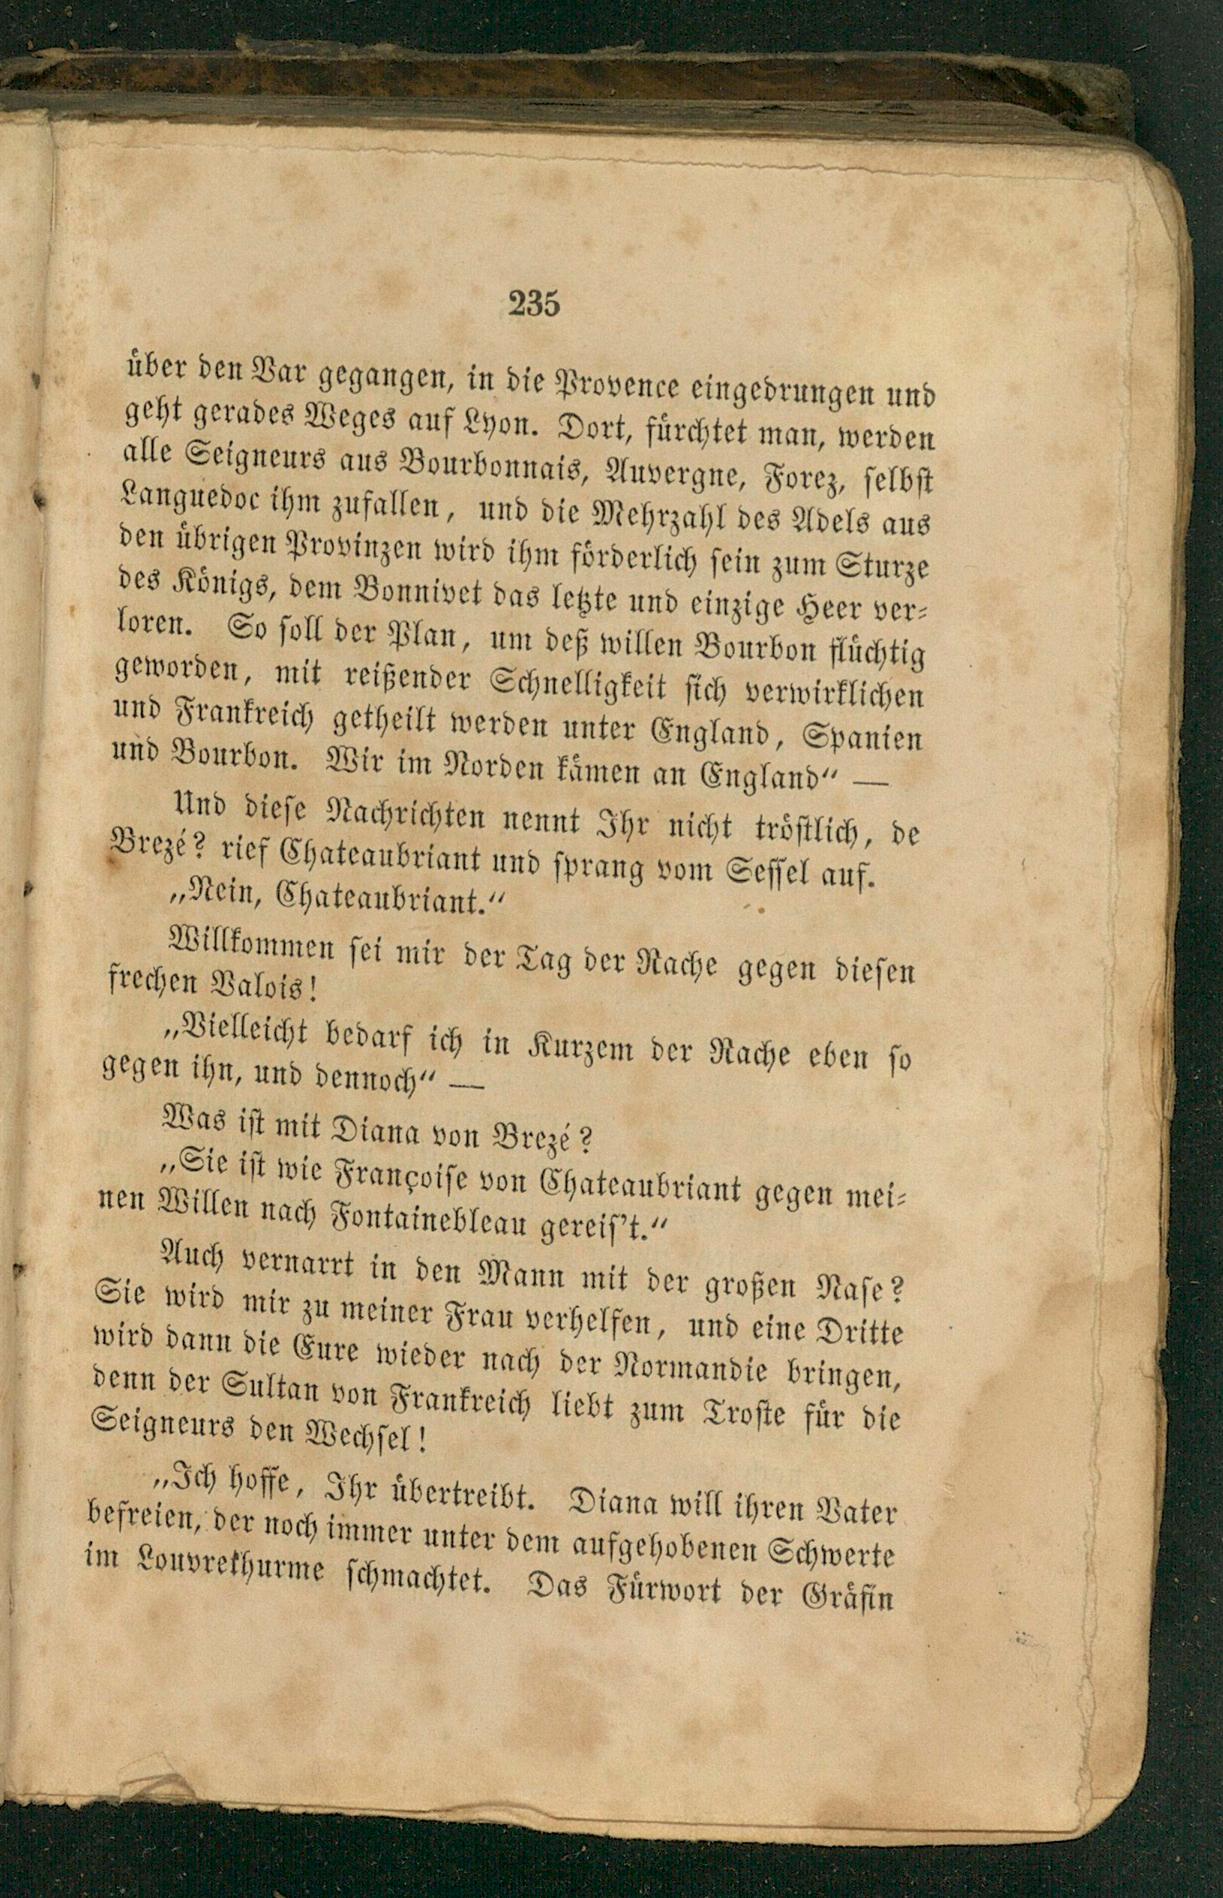 235
über den Var gegangen, in die Provence eingedrungen und
geht gerades Weges auf Lyon. Dort, fürchtet man, werden
alle Seigneurs aus Bourbonnais, Auvergne, Forez, selbst
Languedoc ihm zufallen, und die Mehrzahl des Adels aus
den übrigen Provinzen wird ihm förderlich sein zum Sturze
des Königs, dem Bonnivet das letzte und einzige Heer ver-
loren. So soll der Plan, um deß willen Bourbon flüchtig
geworden, mit reißender Schnelligkeit sich verwirklichen
und Frankreich getheilt werden unter England, Spanien
und Bourbon. Wir im Norden kämen an England“ —
Und diese Nachrichten nennt Ihr nicht tröstlich, de
Brezé? rief Chateaubriant und sprang vom Sessel auf.
„Nein, Chateaubriant.“
Willkommen sei mir der Tag der Rache gegen diesen
frechen Valois!
„Vielleicht bedarf ich in Kurzem der Rache eben so
gegen ihn, und dennoch“ —
Was ist mit Diana von Brezé?
„Sie ist wie Françoise von Chateaubriant gegen mei-
nen Willen nach Fontainebleau gereis't.“
Auch vernarrt in den Mann mit der großen Nase?
Sie wird mir zu meiner Frau verhelfen, und eine Dritte
wird dann die Eure wieder nach der Normandie bringen,
denn der Sultan von Frankreich liebt zum Troste für die
Seigneurs den Wechsel!
„Ich hoffe, Ihr übertreibt. Diana will ihren Vater
befreien, der noch immer unter dem aufgehobenen Schwerte
im Louvrethurme schmachtet. Das Fürwort der Gräfin